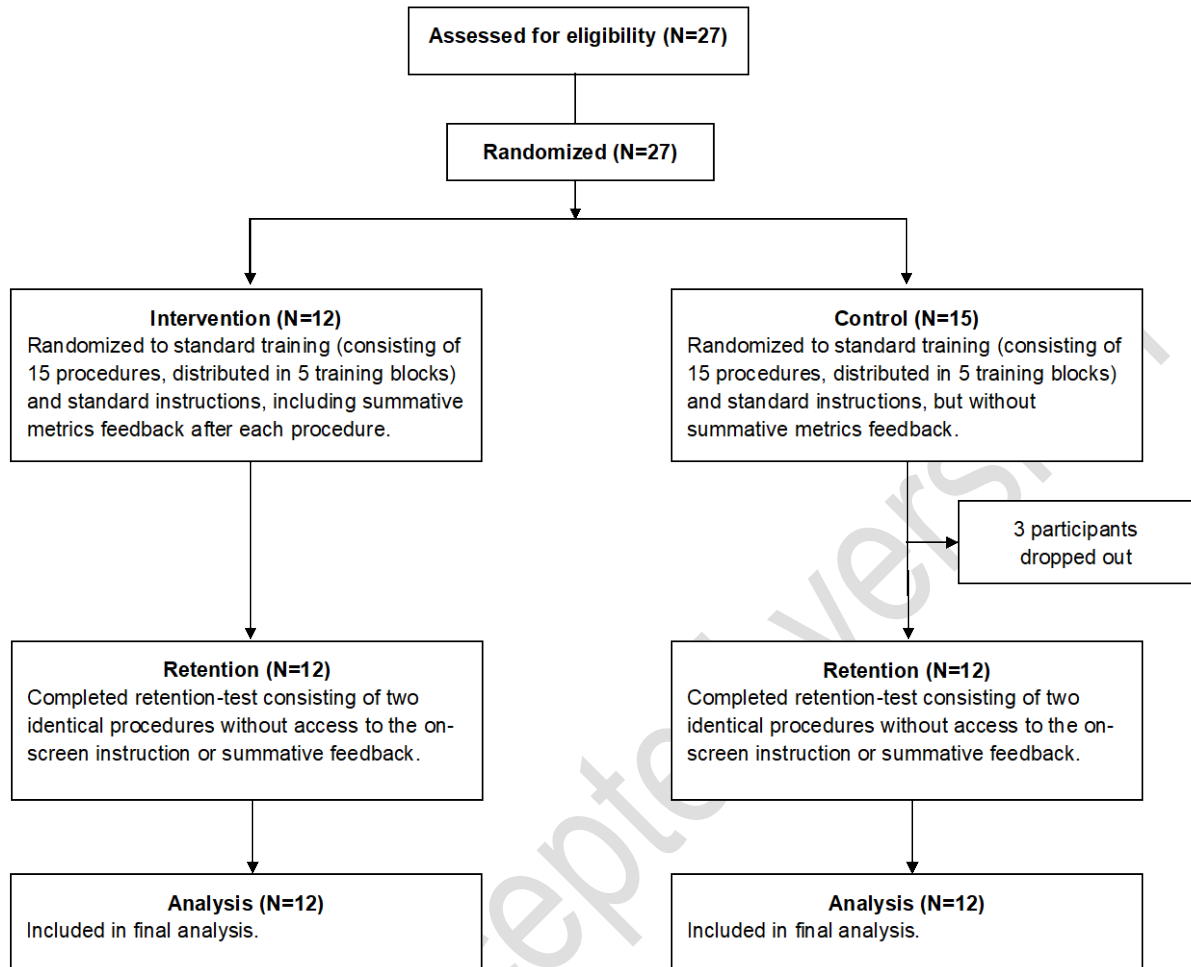 Assessed for eligibility (N=27)
Randomized (N=27)
Intervention (N=12)
Randomized to standard training (consisting of
15 procedures, distributed in 5 training blocks)
and standard instructions, including summative
metrics feedback after each procedure.
Control (N=15)
Randomized to standard training (consisting of
15 procedures, distributed in 5 training blocks)
and standard instructions, but without
summative metrics feedback.
3 participants
dropped out
Retention (N=12)
Completed retention-test consisting of two
identical procedures without access to the on-
screen instruction or summative feedback.
Retention (N=12)
Completed retention-test consisting of two
identical procedures without access to the on-
screen instruction or summative feedback.
Analysis (N=12)
Included in final analysis.
Analysis (N=12)
Included in final analysis.